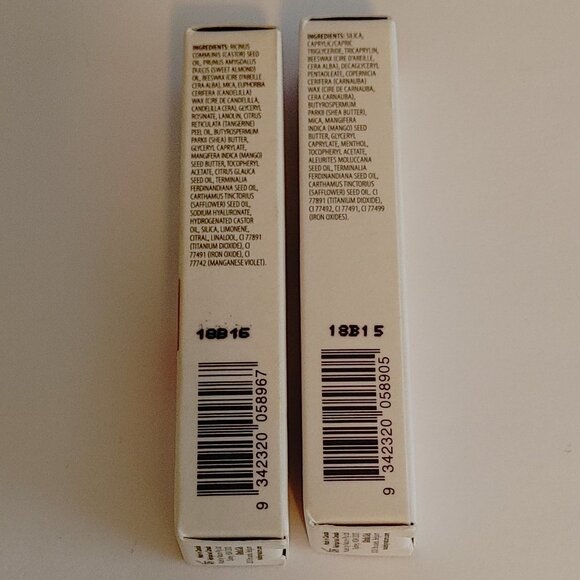 INGREDIENTS: RICINUS
COMMUNIS (CASTOR) SEED
OIL, PRUNUS AMYGDALUS
DULCIS (SWEET ALMOND)
OIL, BEESWAX (CIRE D'ABEILLE
CERA ALBA), MICA, EUPHORBIA
CERIFERA (CANDELILLA)
WAX (CIRE DE CANDELILLA,
CANDELILLA CERA), GLYCERYL
ROSINATE, LANOLIN, CITRUS
RETICULATA (TANGERINE)
PEEL OIL, BUTYROSPERMUM
PARKII (SHEA) BUTTER,
GLYCERYL CAPRYLATE,
MANGIFERA INDICA (MANGO)
SEED BUTTER, TOCOPHERYL
ACETATE, CITRUS GLAUCA
SEED OIL, TERMINALIA
FERDINANDIANA SEED OIL,
CARTHAMUS TINCTORIUS
(SAFFLOWER) SEED OIL,
SODIUM HYALURONATE,
HYDROGENATED CASTOR
OIL, SILICA, LIMONENE,
CITRAL, LINALOOL, CI 77891
(TITANIUM DIOXIDE), CI
77491 (IRON OXIDE), CI
77742 (MANGANESE VIOLET).
18B16
9 342320 058967
INGREDIENTS: SILICA,
CAPRYLIC/CAPRIC
TRIGLYCERIDE, TRICAPRYLIN,
BEESWAX (CIRE D'ABEILLE,
CERA ALBA), DECAGLYCERYL
PENTAOLEATE, COPERNICIA
CERIFERA (CARNAUBA)
WAX (CIRE DE CARNAUBA,
CERA CARNAUBA),
BUTYROSPERMUM
PARKII (SHEA BUTTER),
MICA, MANGIFERA
INDICA (MANGO) SEED
BUTTER, GLYCERYL
CAPRYLATE, MENTHOL,
TOCOPHERYL ACETATE,
ALEURITES MOLUCCANA
SEED OIL, TERMINALIA
FERDINANDIANA SEED OIL,
CARTHAMUS TINCTORIUS
(SAFFLOWER) SEED OIL, CI
77891 (TITANIUM DIOXIDE),
CI 77492, CI 77491, CI 77499
(IRON OXIDES).
18B15
9 342320 058905